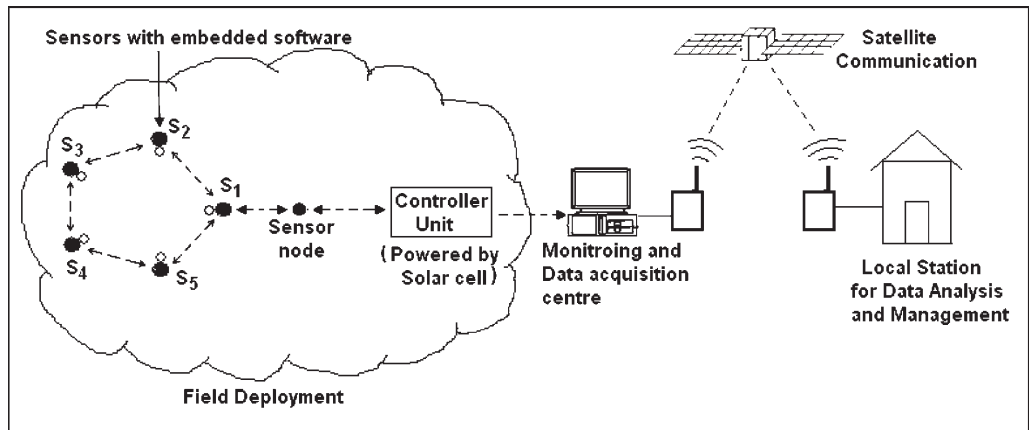 Sensors with embedded software
Satellite
Communication
S2
S3
S1
S4
S5
Sensor
node
Controller
Unit
(Powered by
Solar cell)
Monitroing and
Data acquisition
centre
Local Station
for Data Analysis
and Management
Field Deployment